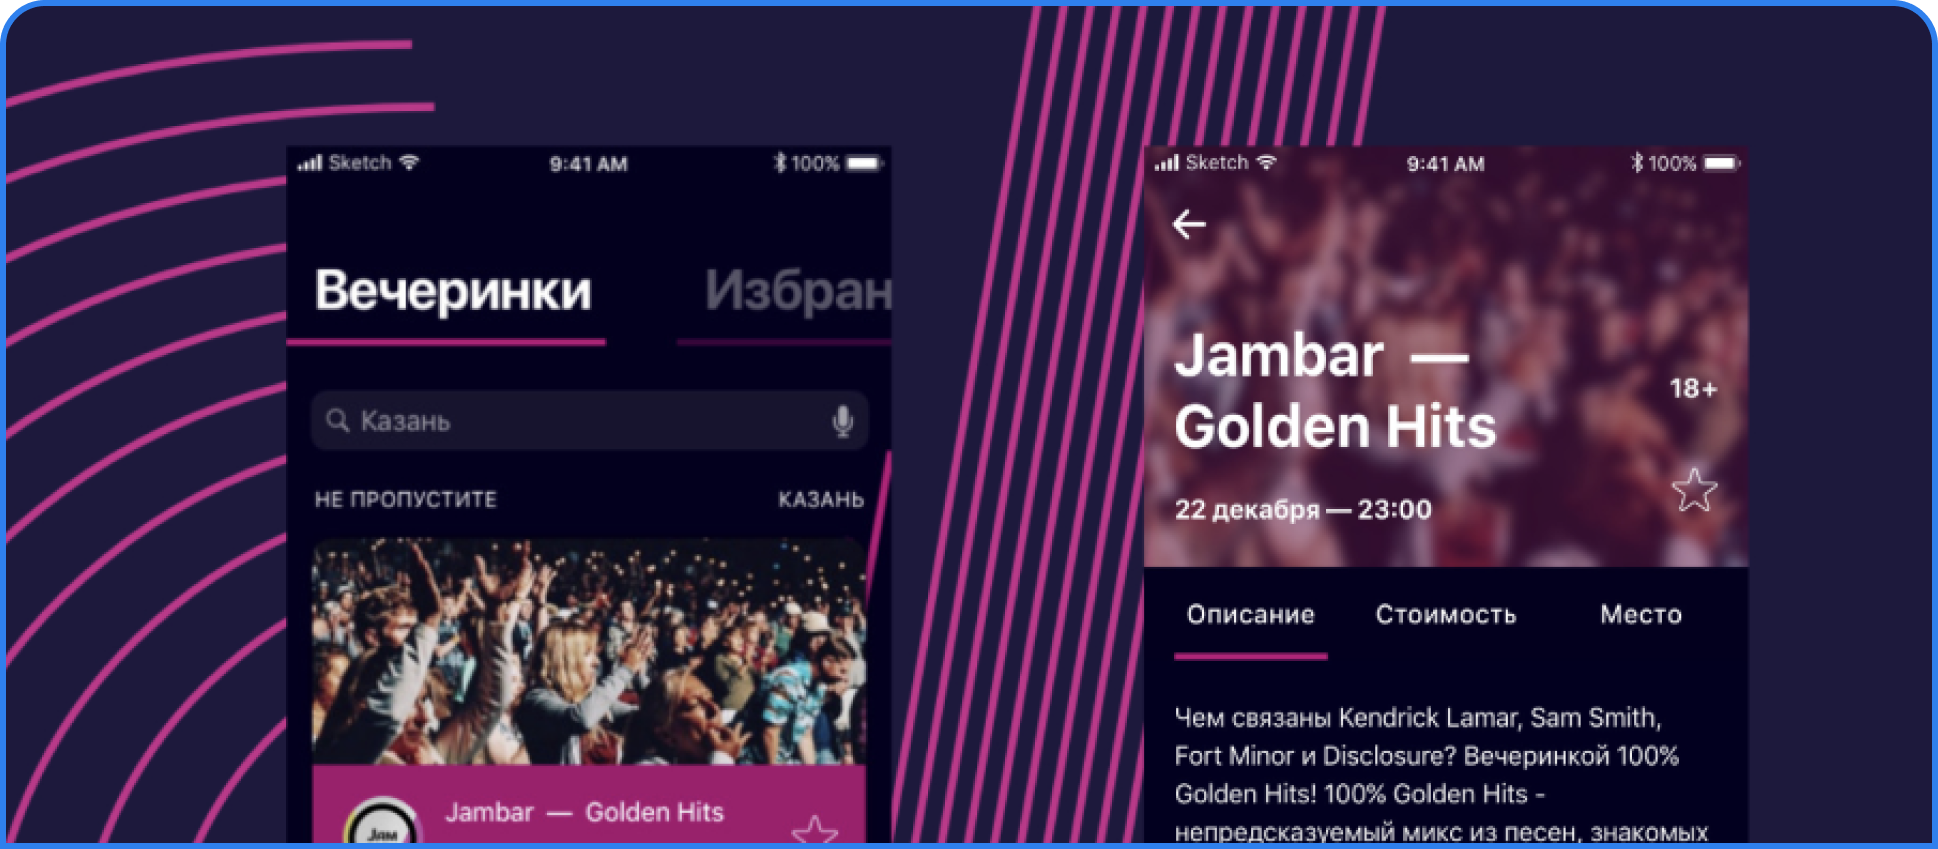 Sketch 9:41 AM 100%
Вечеринки Избран
Казань
НЕ ПРОПУСТИТЕ КАЗАНЬ
Jam
Jambar — Golden Hits
Sketch 9:41 AM 100%
Jambar —
Golden Hits
18+
22 декабря — 23:00
Описание Стоимость Место
Чем связаны Kendrick Lamar, Sam Smith,
Fort Minor и Disclosure? Вечеринкой 100%
Golden Hits! 100% Golden Hits -
непредсказуемый микс из песен, знакомых